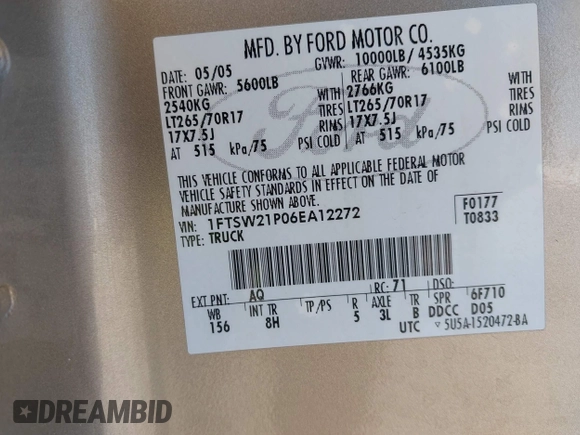 MFD. BY FORD MOTOR CO.
DATE: 05/05 GVWR: 10000LB/ 4535KG
FRONT GAWR: 5600LB REAR GAWR: 6100LB
2540KG WITH 2766KG WITH
LT265/70R17 TIRES LT265/70R17 TIRES
17X7.5J RIMS 17X7.5J RIMS
AT 515 kPa/75 PSI COLD AT 515 kPa/75 PSI COLD
THIS VEHICLE CONFORMS TO ALL APPLICABLE FEDERAL MOTOR
VEHICLE SAFETY STANDARDS IN EFFECT ON THE DATE OF
MANUFACTURE SHOWN ABOVE.
VIN: 1FTSW21P06EA12272 F0177
TYPE: TRUCK T0833
EXT PNT: AQ RC: 71 DSO:
WB INT TR TP/PS R AXLE TR SPR 6F710
156 8H 5 3L B DDCC D05
UTC ▽ 5U5A-1520472-BA
Ford
DREAMBID